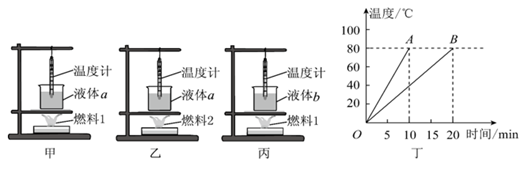 温度计
液体a
燃料1
甲
温度计
液体a
燃料2
乙
温度计
液体b
燃料1
丙
温度/℃
100
80
60
40
20
A
B
O
5
10
15
20
时间/min
丁